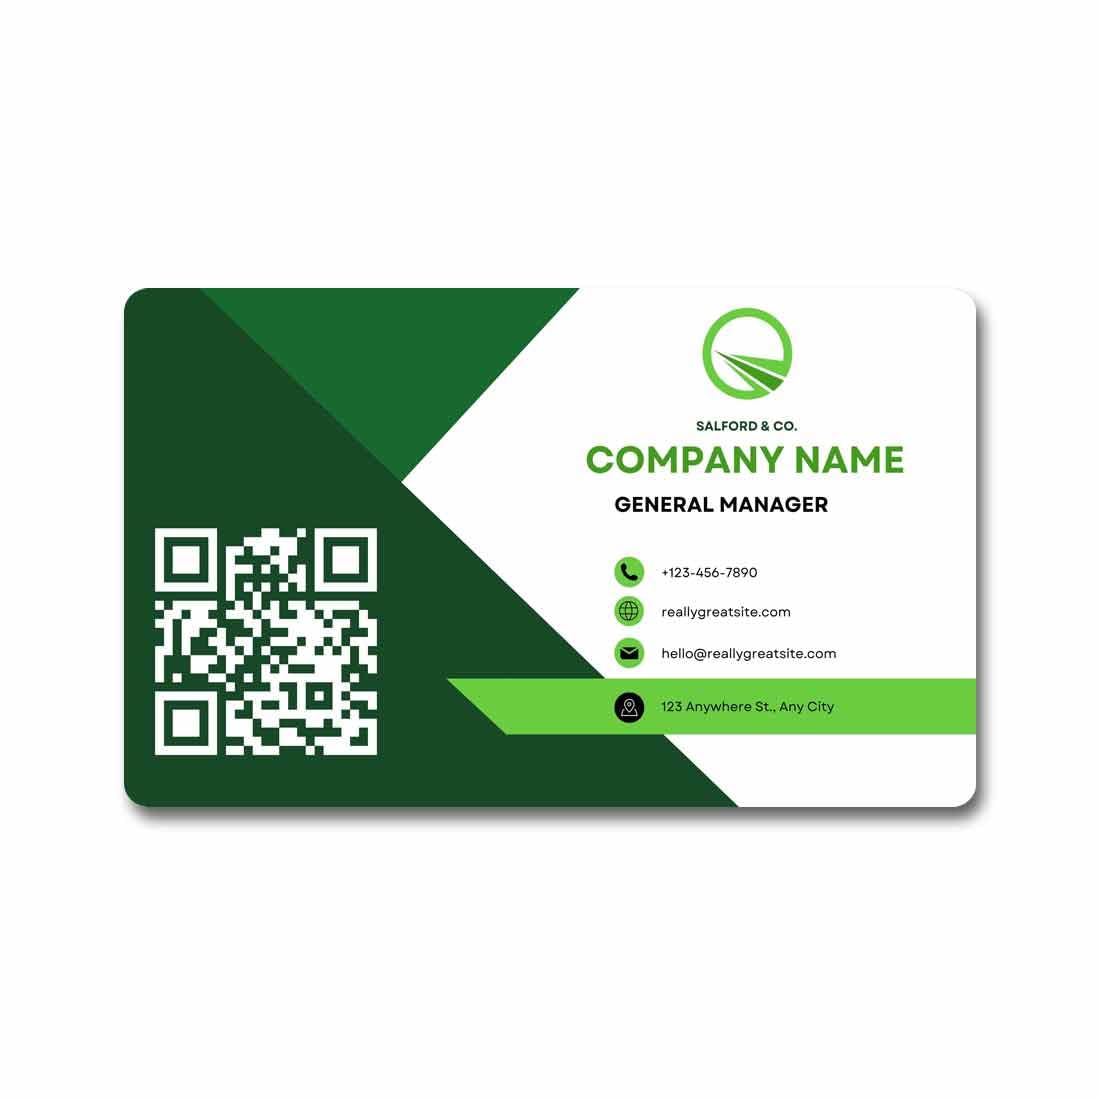 SALFORD & CO.
COMPANY NAME
GENERAL MANAGER
+123-456-7890
reallygreatsite.com
hello@reallygreatsite.com
123 Anywhere St., Any City